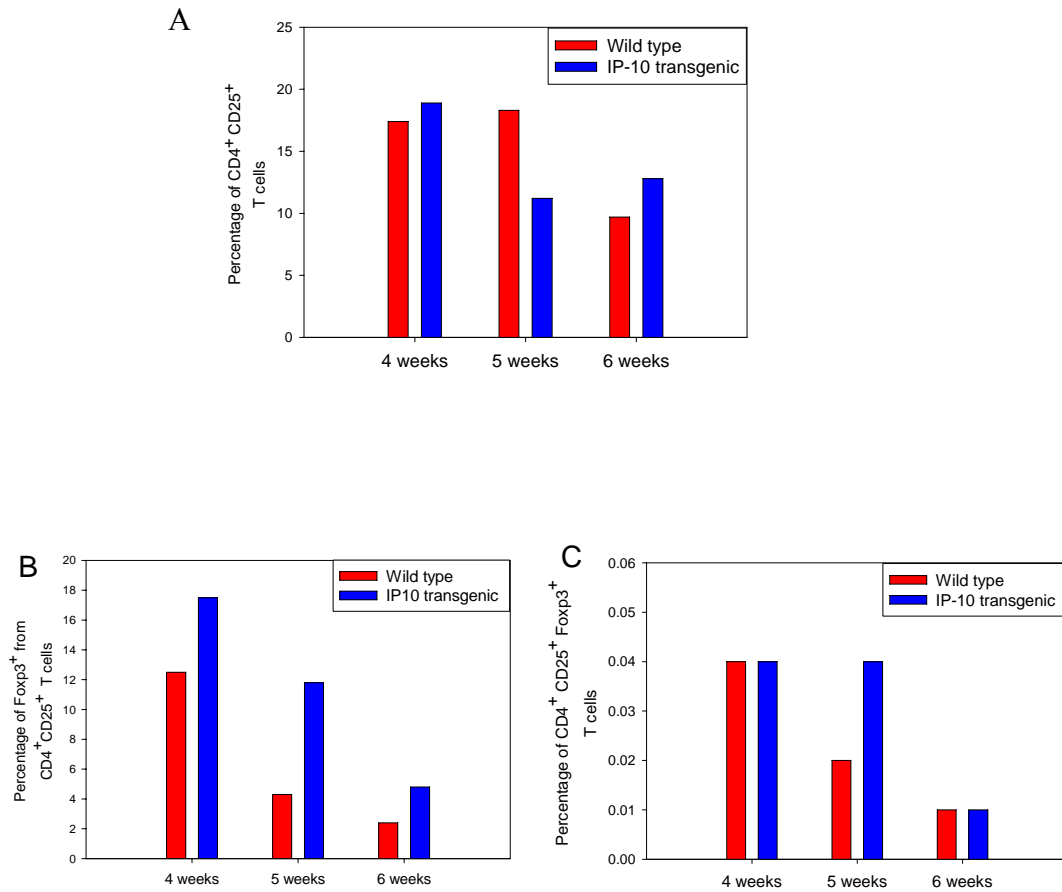 A
25
20
15
10
5
0
Percentage of CD4⁺ CD25⁺
T cells
Wild type
IP-10 transgenic
4 weeks
5 weeks
6 weeks
B
20
18
16
14
12
10
8
6
4
2
0
Percentage of Foxp3⁺ from
CD4⁺CD25⁺ T cells
Wild type
IP10 transgenic
4 weeks
5 weeks
6 weeks
C
0.06
0.05
0.04
0.03
0.02
0.01
0.00
Percentage of CD4⁺ CD25⁺ Foxp3⁺
T cells
Wild type
IP-10 transgenic
4 weeks
5 weeks
6 weeks